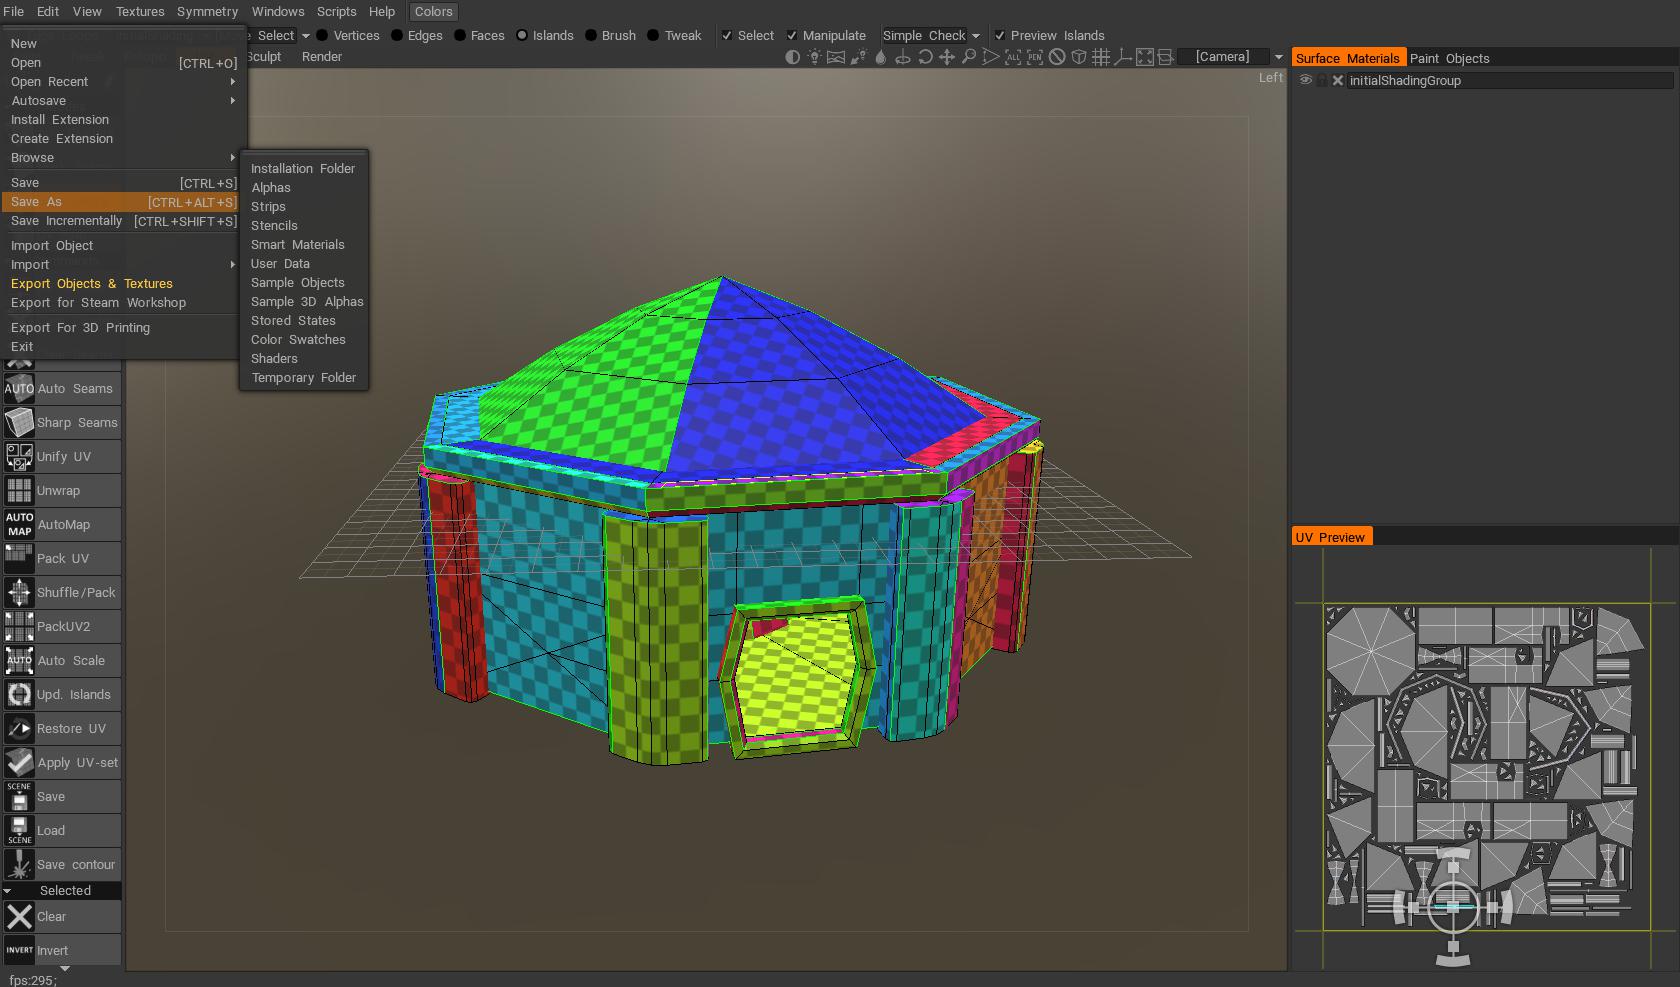 File Edit View Textures Symmetry Windows Scripts Help Colors
Select Vertices Edges Faces Islands Brush Tweak Select Manipulate Simple Check Preview Islands
New
Open [CTRL+O]
Open Recent
Autosave
Install Extension
Create Extension
Browse
Save [CTRL+S]
Save As [CTRL+ALT+S]
Save Incrementally [CTRL+SHIFT+S]
Import Object
Import
Export Objects & Textures
Export for Steam Workshop
Export For 3D Printing
Exit
Installation Folder
Alphas
Strips
Stencils
Smart Materials
User Data
Sample Objects
Sample 3D Alphas
Stored States
Color Swatches
Shaders
Temporary Folder
Sculpt Render
ALL PEN [Camera]
Left
AUTO Auto Seams
Sharp Seams
Unify UV
Unwrap
AUTO MAP AutoMap
Pack UV
Shuffle/Pack
PackUV2
AUTO Auto Scale
Upd. Islands
Restore UV
Apply UV-set
SCENE Save
SCENE Load
Save contour
Selected
Clear
INVERT Invert
fps:295;
Surface Materials Paint Objects
initialShadingGroup
UV Preview